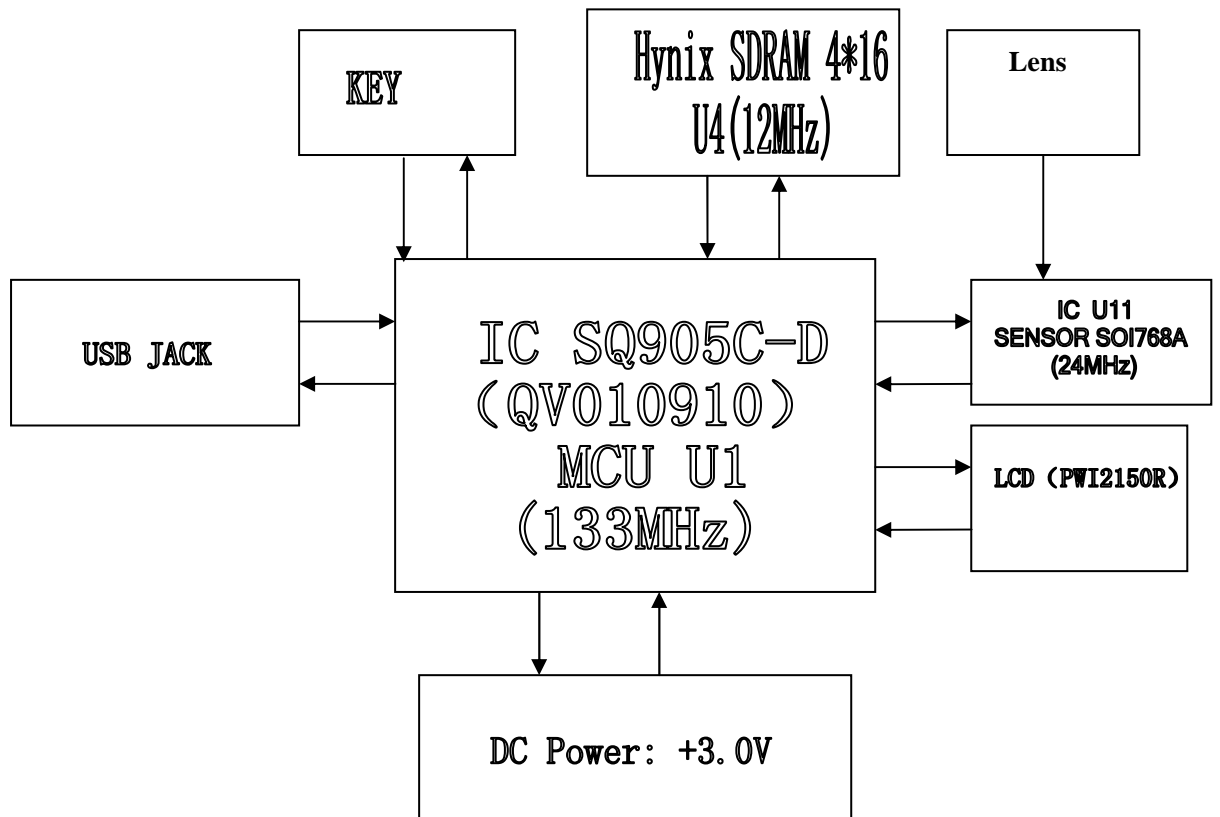 KEY
Hynix SDRAM 4*16
U4(12MHz)
Lens
USB JACK
IC SQ905C-D
(QV010910)
MCU U1
(133MHz)
IC U11
SENSOR SOI768A
(24MHz)
LCD (PWI2150R)
DC Power: +3.0V